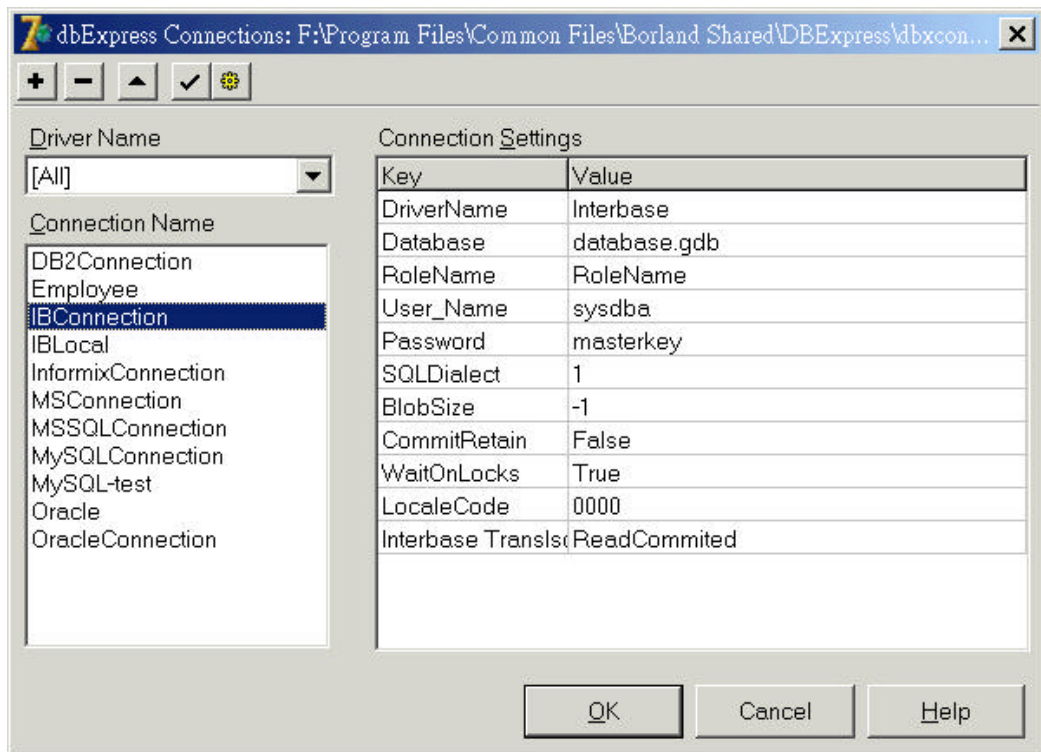 dbExpress Connections: F:\Program Files\Common Files\Borland Shared\DBExpress\dbxcon...
Driver Name
[All]
Connection Name
DB2Connection
Employee
IBConnection
IBLocal
InformixConnection
MSConnection
MSSQLConnection
MySQLConnection
MySQL-test
Oracle
OracleConnection
Connection Settings
Key Value
DriverName Interbase
Database database.gdb
RoleName RoleName
User_Name sysdba
Password masterkey
SQLDialect 1
BlobSize -1
CommitRetain False
WaitOnLocks True
LocaleCode 0000
Interbase TransIs ReadCommited
OK Cancel Help